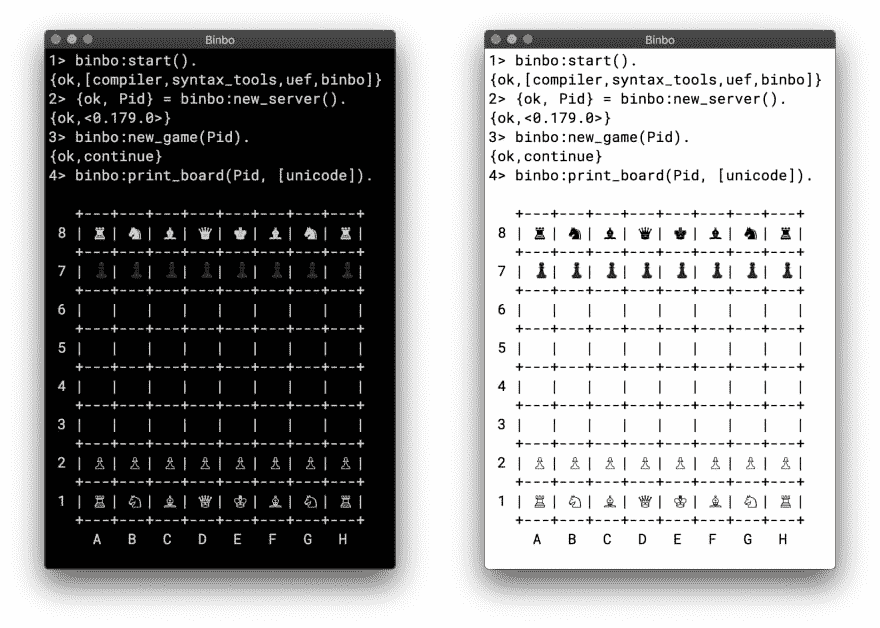 Binbo
1> binbo:start().
{ok,[compiler,syntax_tools,uef,binbo]}
2> {ok, Pid} = binbo:new_server().
{ok,<0.179.0>}
3> binbo:new_game(Pid).
{ok,continue}
4> binbo:print_board(Pid, [unicode]).
+---+---+---+---+---+---+---+---+
8 | ♜ | ♞ | ♝ | ♛ | ♚ | ♝ | ♞ | ♜ |
+---+---+---+---+---+---+---+---+
7 | ♟ | ♟ | ♟ | ♟ | ♟ | ♟ | ♟ | ♟ |
+---+---+---+---+---+---+---+---+
6 |   |   |   |   |   |   |   |   |
+---+---+---+---+---+---+---+---+
5 |   |   |   |   |   |   |   |   |
+---+---+---+---+---+---+---+---+
4 |   |   |   |   |   |   |   |   |
+---+---+---+---+---+---+---+---+
3 |   |   |   |   |   |   |   |   |
+---+---+---+---+---+---+---+---+
2 | ♙ | ♙ | ♙ | ♙ | ♙ | ♙ | ♙ | ♙ |
+---+---+---+---+---+---+---+---+
1 | ♖ | ♘ | ♗ | ♕ | ♔ | ♗ | ♘ | ♖ |
+---+---+---+---+---+---+---+---+
A B C D E F G H
Binbo
1> binbo:start().
{ok,[compiler,syntax_tools,uef,binbo]}
2> {ok, Pid} = binbo:new_server().
{ok,<0.179.0>}
3> binbo:new_game(Pid).
{ok,continue}
4> binbo:print_board(Pid, [unicode]).
+---+---+---+---+---+---+---+---+
8 | ♜ | ♞ | ♝ | ♛ | ♚ | ♝ | ♞ | ♜ |
+---+---+---+---+---+---+---+---+
7 | ♟ | ♟ | ♟ | ♟ | ♟ | ♟ | ♟ | ♟ |
+---+---+---+---+---+---+---+---+
6 |   |   |   |   |   |   |   |   |
+---+---+---+---+---+---+---+---+
5 |   |   |   |   |   |   |   |   |
+---+---+---+---+---+---+---+---+
4 |   |   |   |   |   |   |   |   |
+---+---+---+---+---+---+---+---+
3 |   |   |   |   |   |   |   |   |
+---+---+---+---+---+---+---+---+
2 | ♙ | ♙ | ♙ | ♙ | ♙ | ♙ | ♙ | ♙ |
+---+---+---+---+---+---+---+---+
1 | ♖ | ♘ | ♗ | ♕ | ♔ | ♗ | ♘ | ♖ |
+---+---+---+---+---+---+---+---+
A B C D E F G H